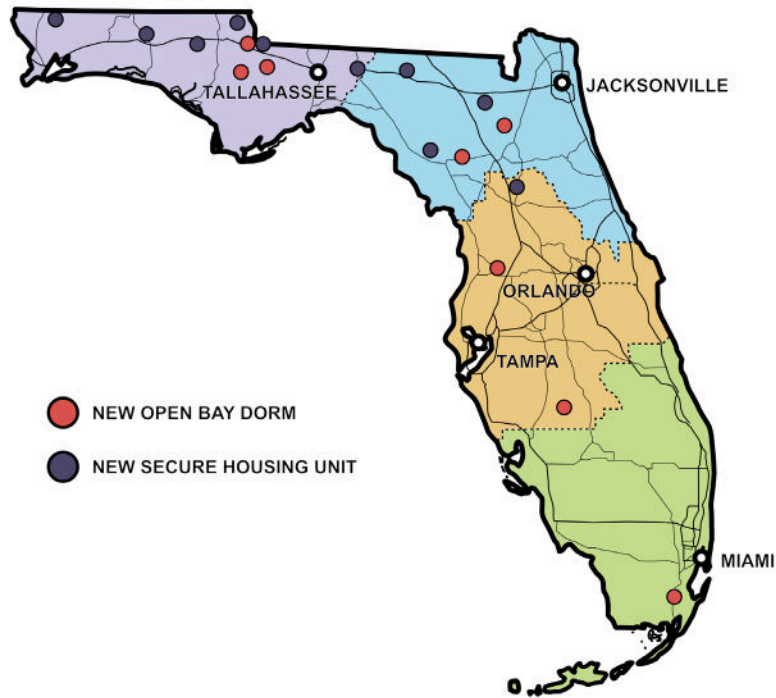 TALLAHASSEE
JACKSONVILLE
ORLANDO
TAMPA
NEW OPEN BAY DORM
NEW SECURE HOUSING UNIT
MIAMI